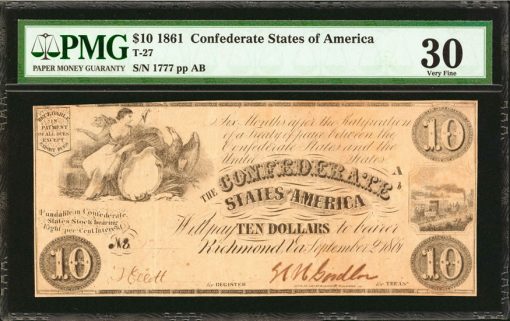 PMG
PAPER MONEY GUARANTY
$10 1861 Confederate States of America
T-27
S/N 1777 pp AB
30
Very Fine
RECEIVABLE
IN
PAYMENT
OF ALL DUES
EXCEPT
EXPORT DUTIES
Six Months after the Ratification
of a Treaty of peace between the
Confederate States and the
United States
10
A
THE CONFEDERATE
STATES OF AMERICA
Fundable in Confederate
States Stock bearing
Eight per Cent Interest
No
Will pay TEN DOLLARS to bearer
Richmond Va September 2 1861
10
10
for REGISTER
for TREASR